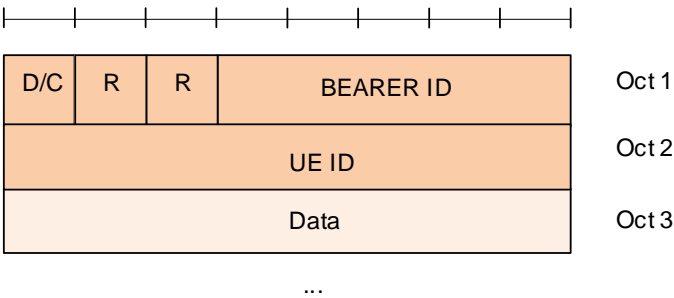 D/C R R BEARER ID Oct 1
UE ID Oct 2
Data Oct 3
...